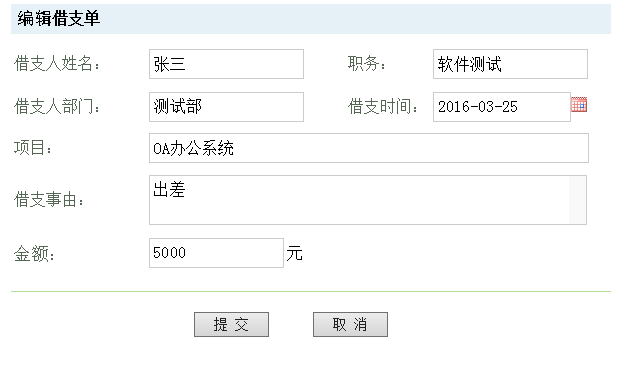 编辑借支单
借支人姓名： 张三 职务： 软件测试
借支人部门： 测试部 借支时间： 2016-03-25
项目： OA办公系统
借支事由： 出差
金额： 5000 元
提 交 取 消